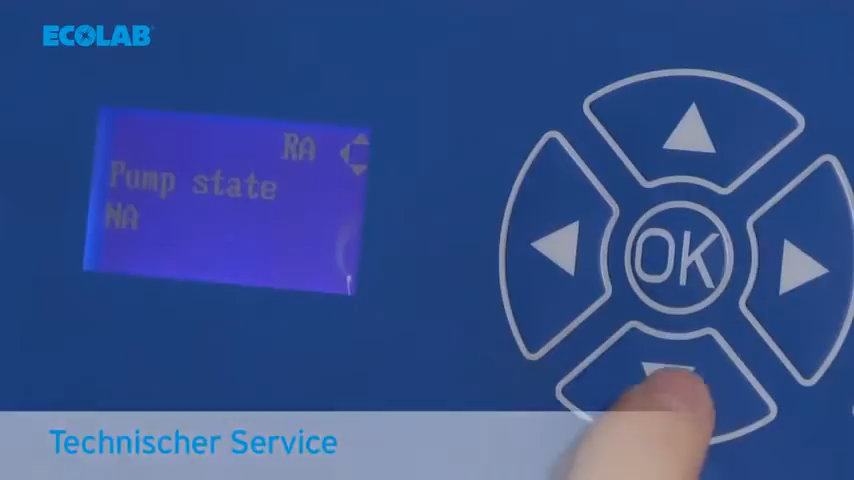 ECOLAB
RA
Pump state
NA
OK
Technischer Service